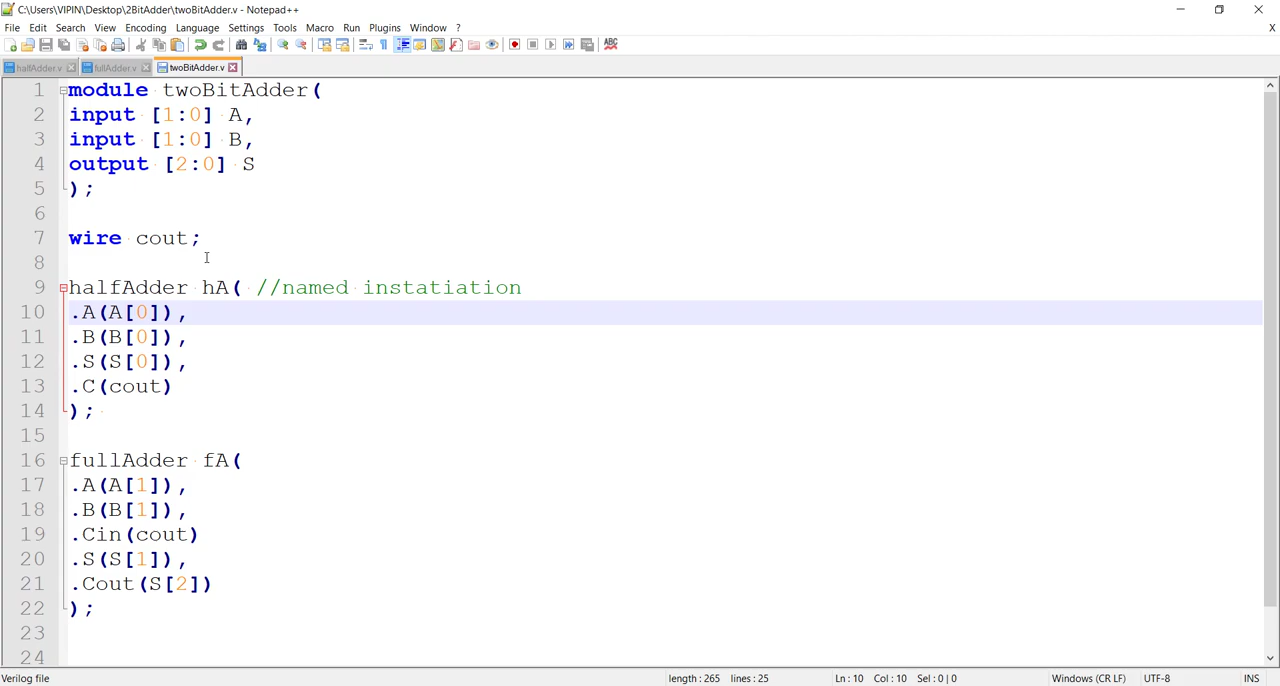 C:\Users\VIPIN\Desktop\2BitAdder\twoBitAdder.v - Notepad++
File Edit Search View Encoding Language Settings Tools Macro Run Plugins Window ? X
ABC
halfAdder.v fullAdder.v twoBitAdder.v
1 module twoBitAdder(
2 input [1:0] A,
3 input [1:0] B,
4 output [2:0] S
5 );
6
7 wire cout;
8
9 halfAdder hA( //named instatiation
10 .A(A[0]),
11 .B(B[0]),
12 .S(S[0]),
13 .C(cout)
14 );
15
16 fullAdder fA(
17 .A(A[1]),
18 .B(B[1]),
19 .Cin(cout)
20 .S(S[1]),
21 .Cout(S[2])
22 );
23
24
Verilog file length : 265 lines : 25 Ln : 10 Col : 10 Sel : 0 | 0 Windows (CR LF) UTF-8 INS